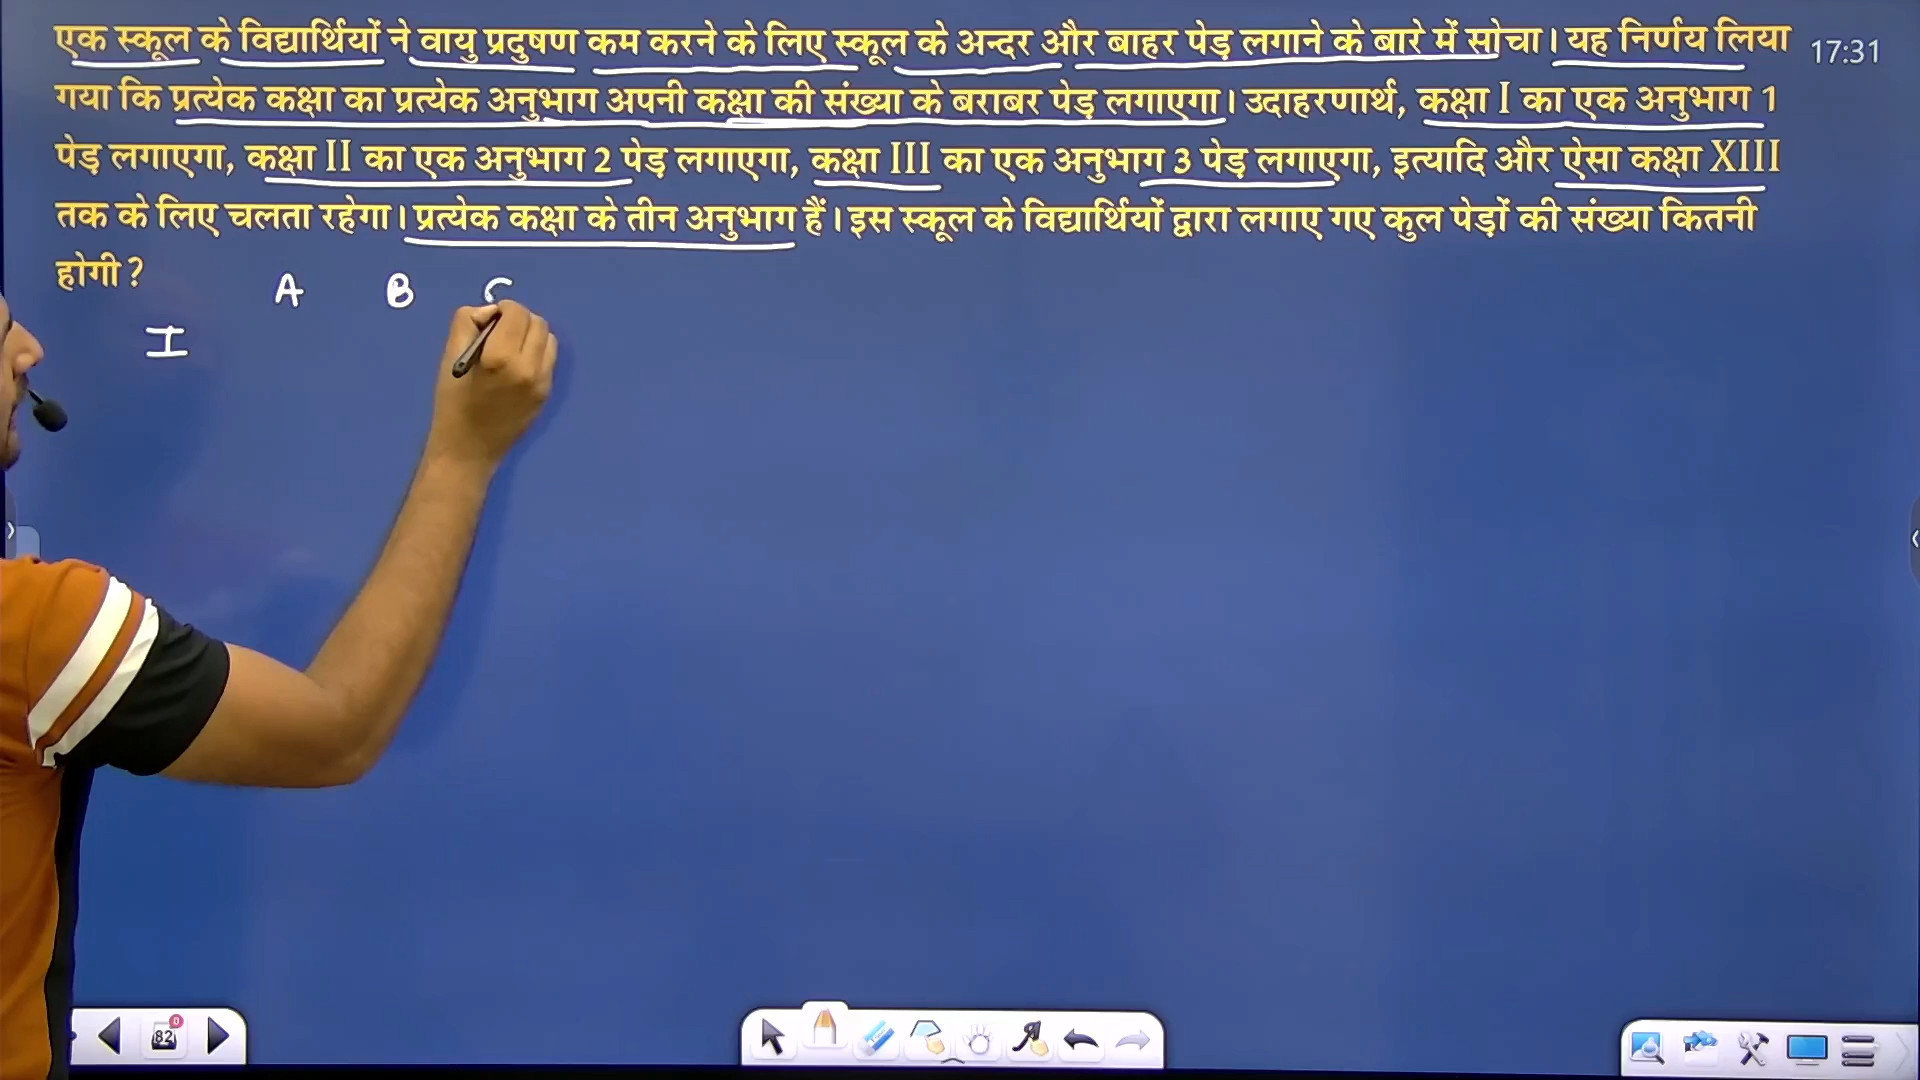 एक स्कूल के विद्यार्थियों ने वायु प्रदुषण कम करने के लिए स्कूल के अन्दर और बाहर पेड़ लगाने के बारे में सोचा। यह निर्णय लिया
17:31
गया कि प्रत्येक कक्षा का प्रत्येक अनुभाग अपनी कक्षा की संख्या के बराबर पेड़ लगाएगा। उदाहरणार्थ, कक्षा I का एक अनुभाग 1
पेड़ लगाएगा, कक्षा II का एक अनुभाग 2 पेड़ लगाएगा, कक्षा III का एक अनुभाग 3 पेड़ लगाएगा, इत्यादि और ऐसा कक्षा XIII
तक के लिए चलता रहेगा। प्रत्येक कक्षा के तीन अनुभाग हैं। इस स्कूल के विद्यार्थियों द्वारा लगाए गए कुल पेड़ों की संख्या कितनी
होगी?
A B C
I
82 0